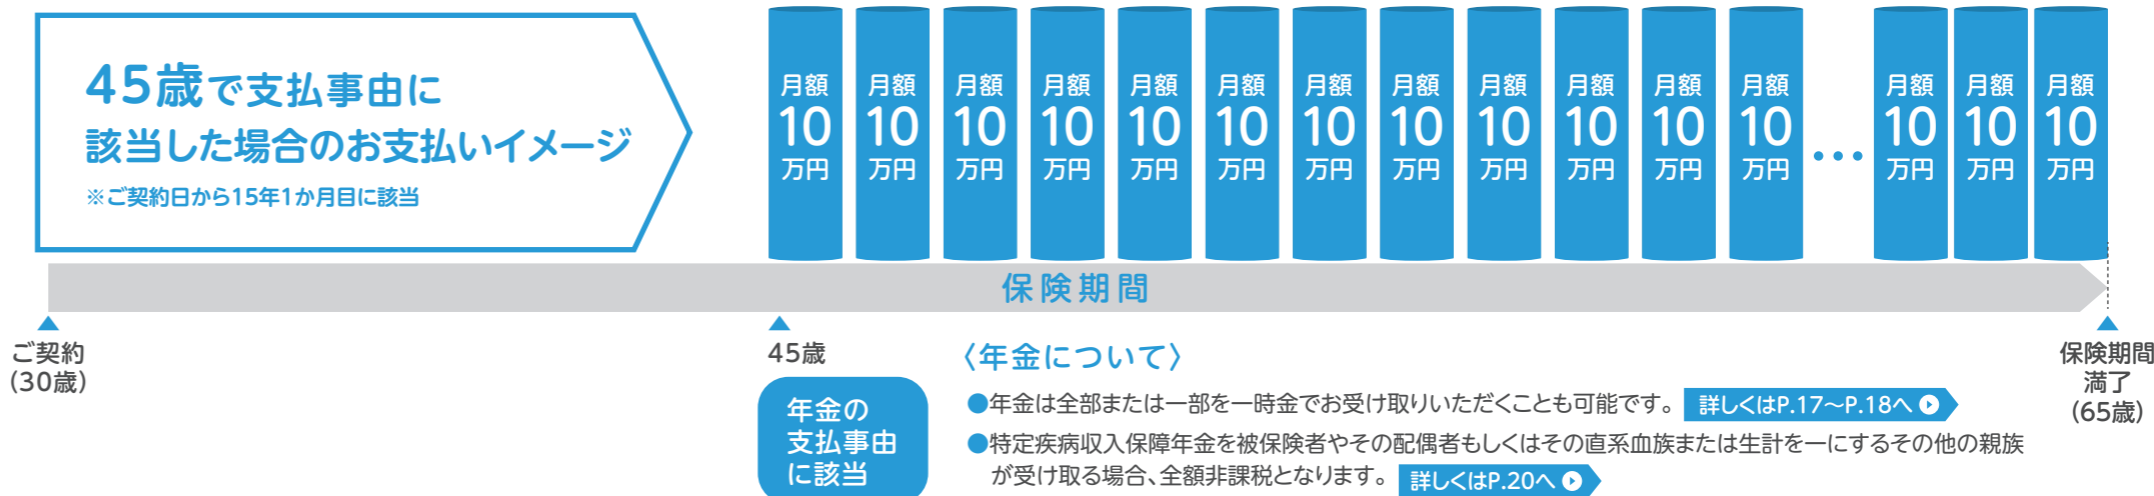 45歳で支払事由に
該当した場合のお支払いイメージ
※ご契約日から15年1か月目に該当
月額
10
万円
月額
10
万円
月額
10
万円
月額
10
万円
月額
10
万円
月額
10
万円
月額
10
万円
月額
10
万円
月額
10
万円
月額
10
万円
月額
10
万円
月額
10
万円
•••
月額
10
万円
月額
10
万円
月額
10
万円
保険期間
ご契約
(30歳)
45歳
年金の
支払事由
に該当
〈年金について〉
●年金は全部または一部を一時金でお受け取りいただくことも可能です。 詳しくはP.17～P.18へ
●特定疾病収入保障年金を被保険者やその配偶者もしくはその直系血族または生計を一にするその他の親族
が受け取る場合、全額非課税となります。 詳しくはP.20へ
保険期間
満了
(65歳)